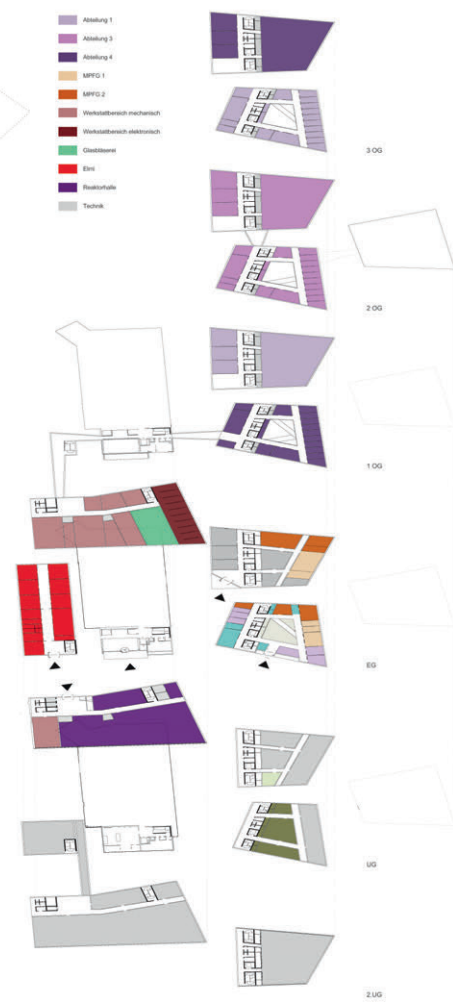 Abteilung 1
Abteilung 3
Abteilung 4
MPFG 1
MPFG 2
Werkstattbereich mechanisch
Werkstattbereich elektronisch
Glasbläserei
Elmi
Reaktorhalle
Technik
3 OG
2 OG
1 OG
EG
UG
2.UG